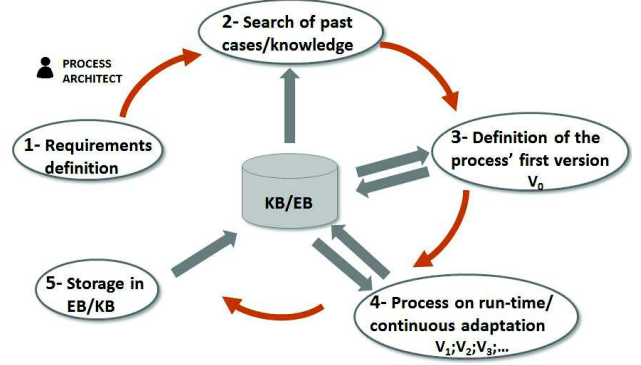 2- Search of past
cases/knowledge
PROCESS
ARCHITECT
1- Requirements
definition
3- Definition of the
process' first version
V₀
KB/EB
5- Storage in
EB/KB
4- Process on run-time/
continuous adaptation
V₁;V₂;V₃;...